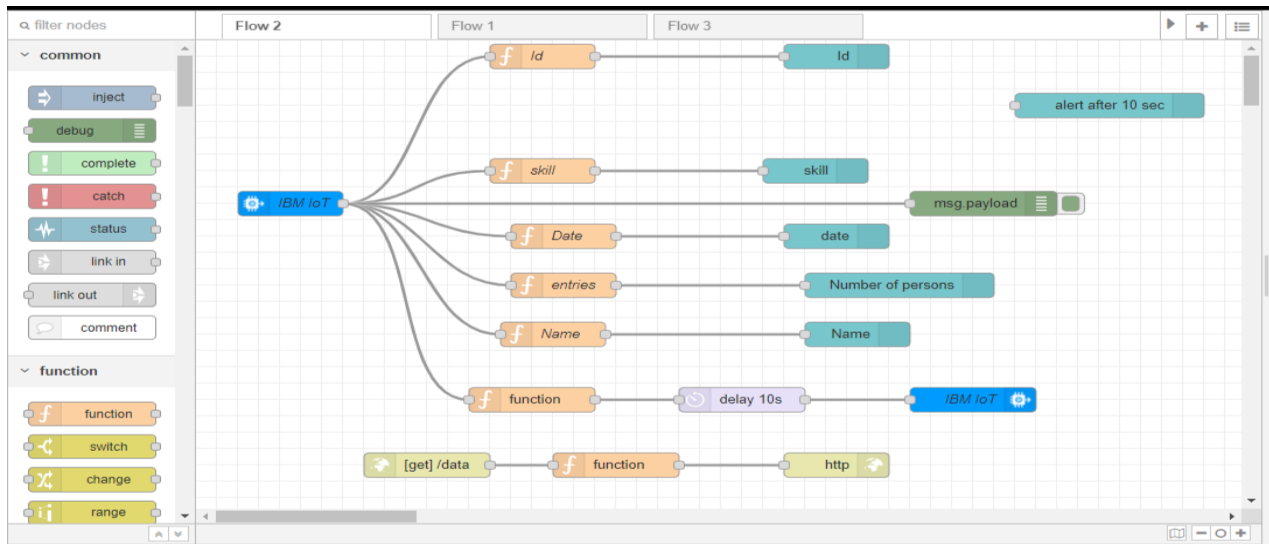 filter nodes
Flow 2
Flow 1
Flow 3
common
inject
debug
complete
catch
status
link in
link out
comment
function
function
switch
change
range
Id
Id
alert after 10 sec
skill
skill
IBM IoT
msg.payload
Date
date
entries
Number of persons
Name
Name
function
delay 10s
IBM IoT
[get] /data
function
http